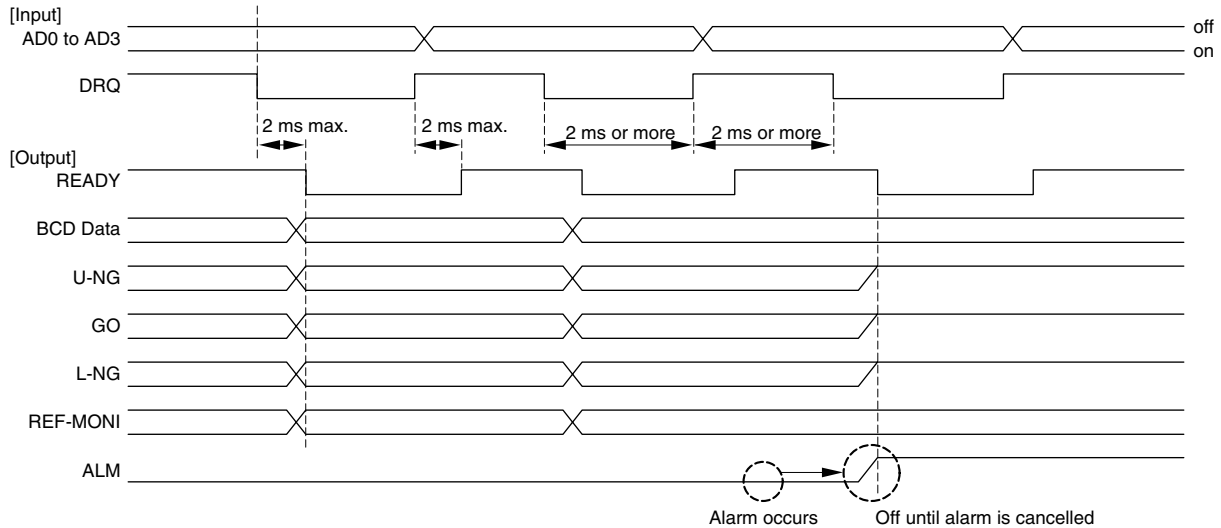 [Input]
AD0 to AD3
off
on
DRQ
2 ms max.
2 ms max.
2 ms or more
2 ms or more
[Output]
READY
BCD Data
U-NG
GO
L-NG
REF-MONI
ALM
Alarm occurs
Off until alarm is cancelled